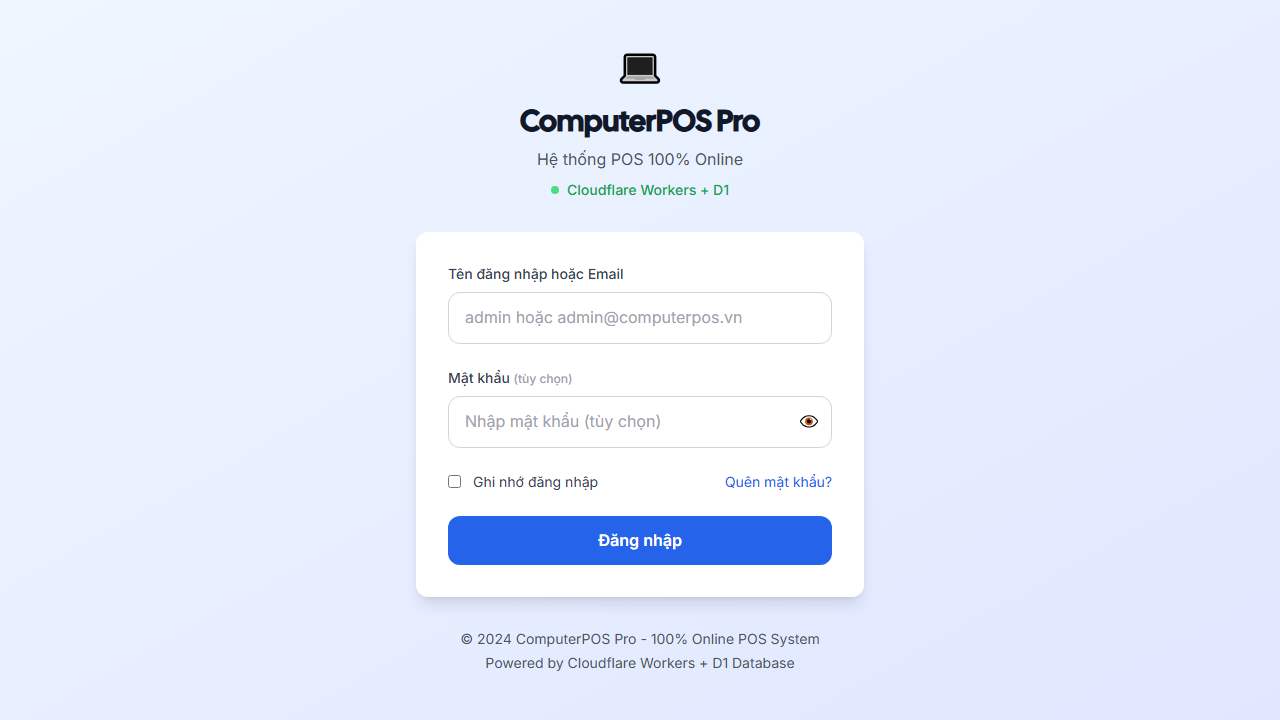 ComputerPOS Pro
Hệ thống POS 100% Online
Cloudflare Workers + D1
Tên đăng nhập hoặc Email
admin hoặc admin@computerpos.vn
Mật khẩu (tùy chọn)
Nhập mật khẩu (tùy chọn)
Ghi nhớ đăng nhập
Quên mật khẩu?
Đăng nhập
© 2024 ComputerPOS Pro - 100% Online POS System
Powered by Cloudflare Workers + D1 Database